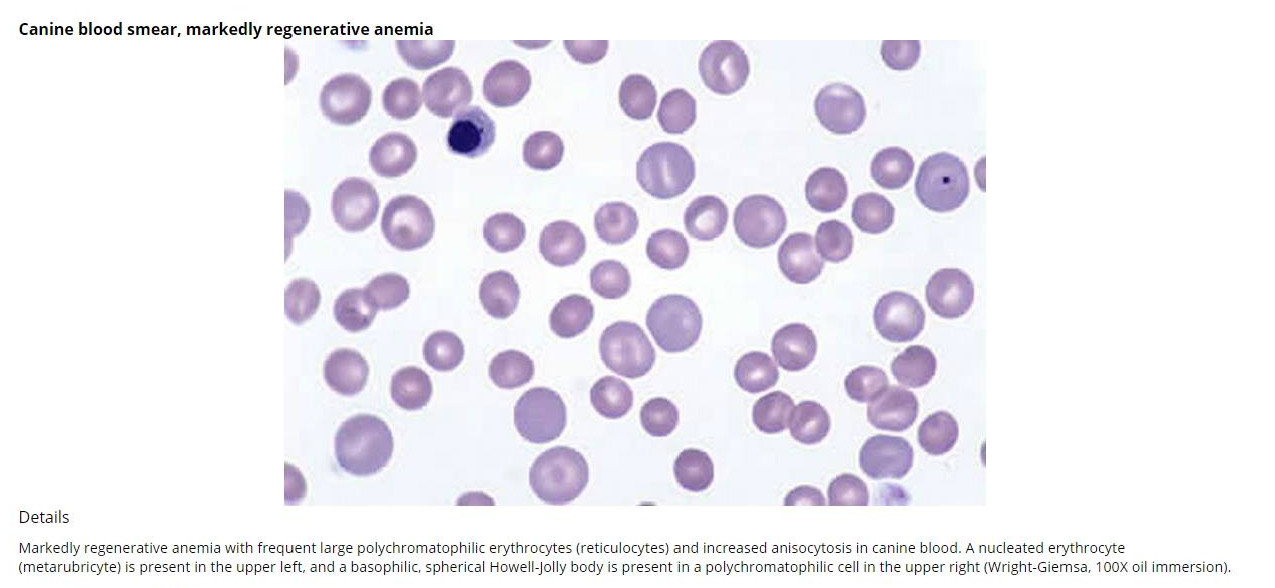 Canine blood smear, markedly regenerative anemia
Details
Markedly regenerative anemia with frequent large polychromatophilic erythrocytes (reticulocytes) and increased anisocytosis in canine blood. A nucleated erythrocyte
(metarubricyte) is present in the upper left, and a basophilic, spherical Howell-Jolly body is present in a polychromatophilic cell in the upper right (Wright-Giemsa, 100X oil immersion).